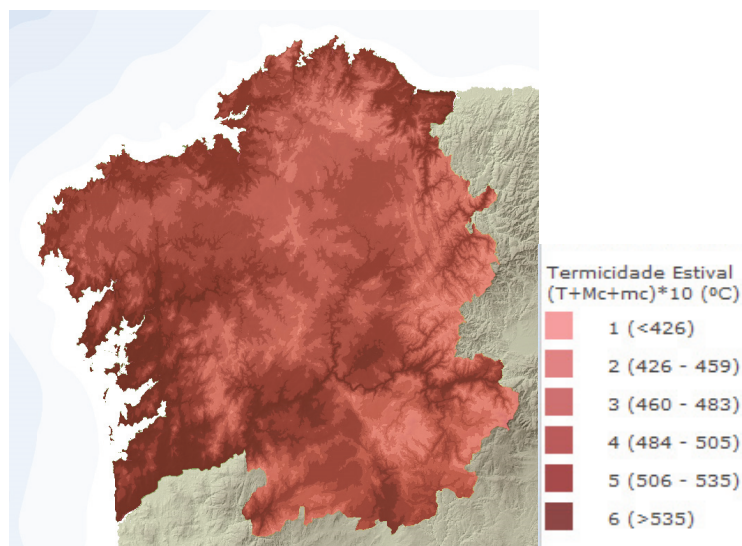 Termicidade Estival
(T+Mc+mc)*10 (ºC)
1 (<426)
2 (426 - 459)
3 (460 - 483)
4 (484 - 505)
5 (506 - 535)
6 (>535)